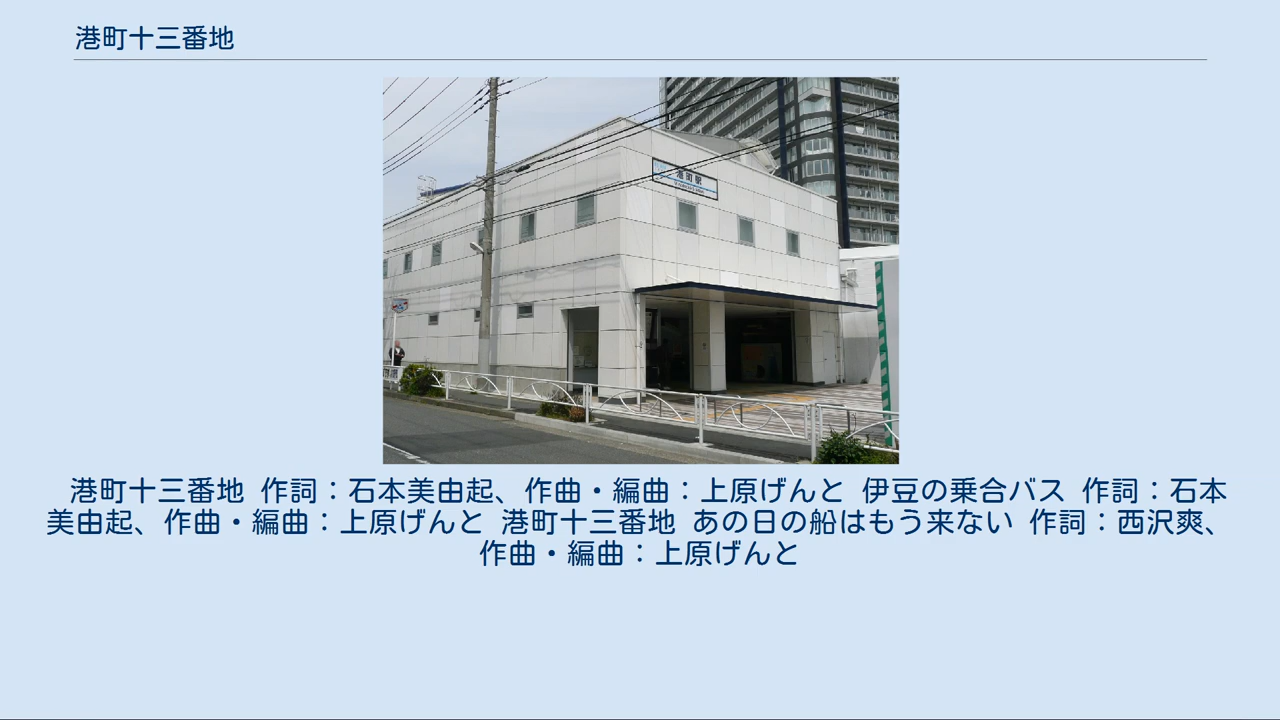 港町十三番地
港町駅
港町十三番地 作詞：石本美由起、作曲・編曲：上原げんと 伊豆の乗合バス 作詞：石本
美由起、作曲・編曲：上原げんと 港町十三番地 あの日の船はもう来ない 作詞：西沢爽、
作曲・編曲：上原げんと